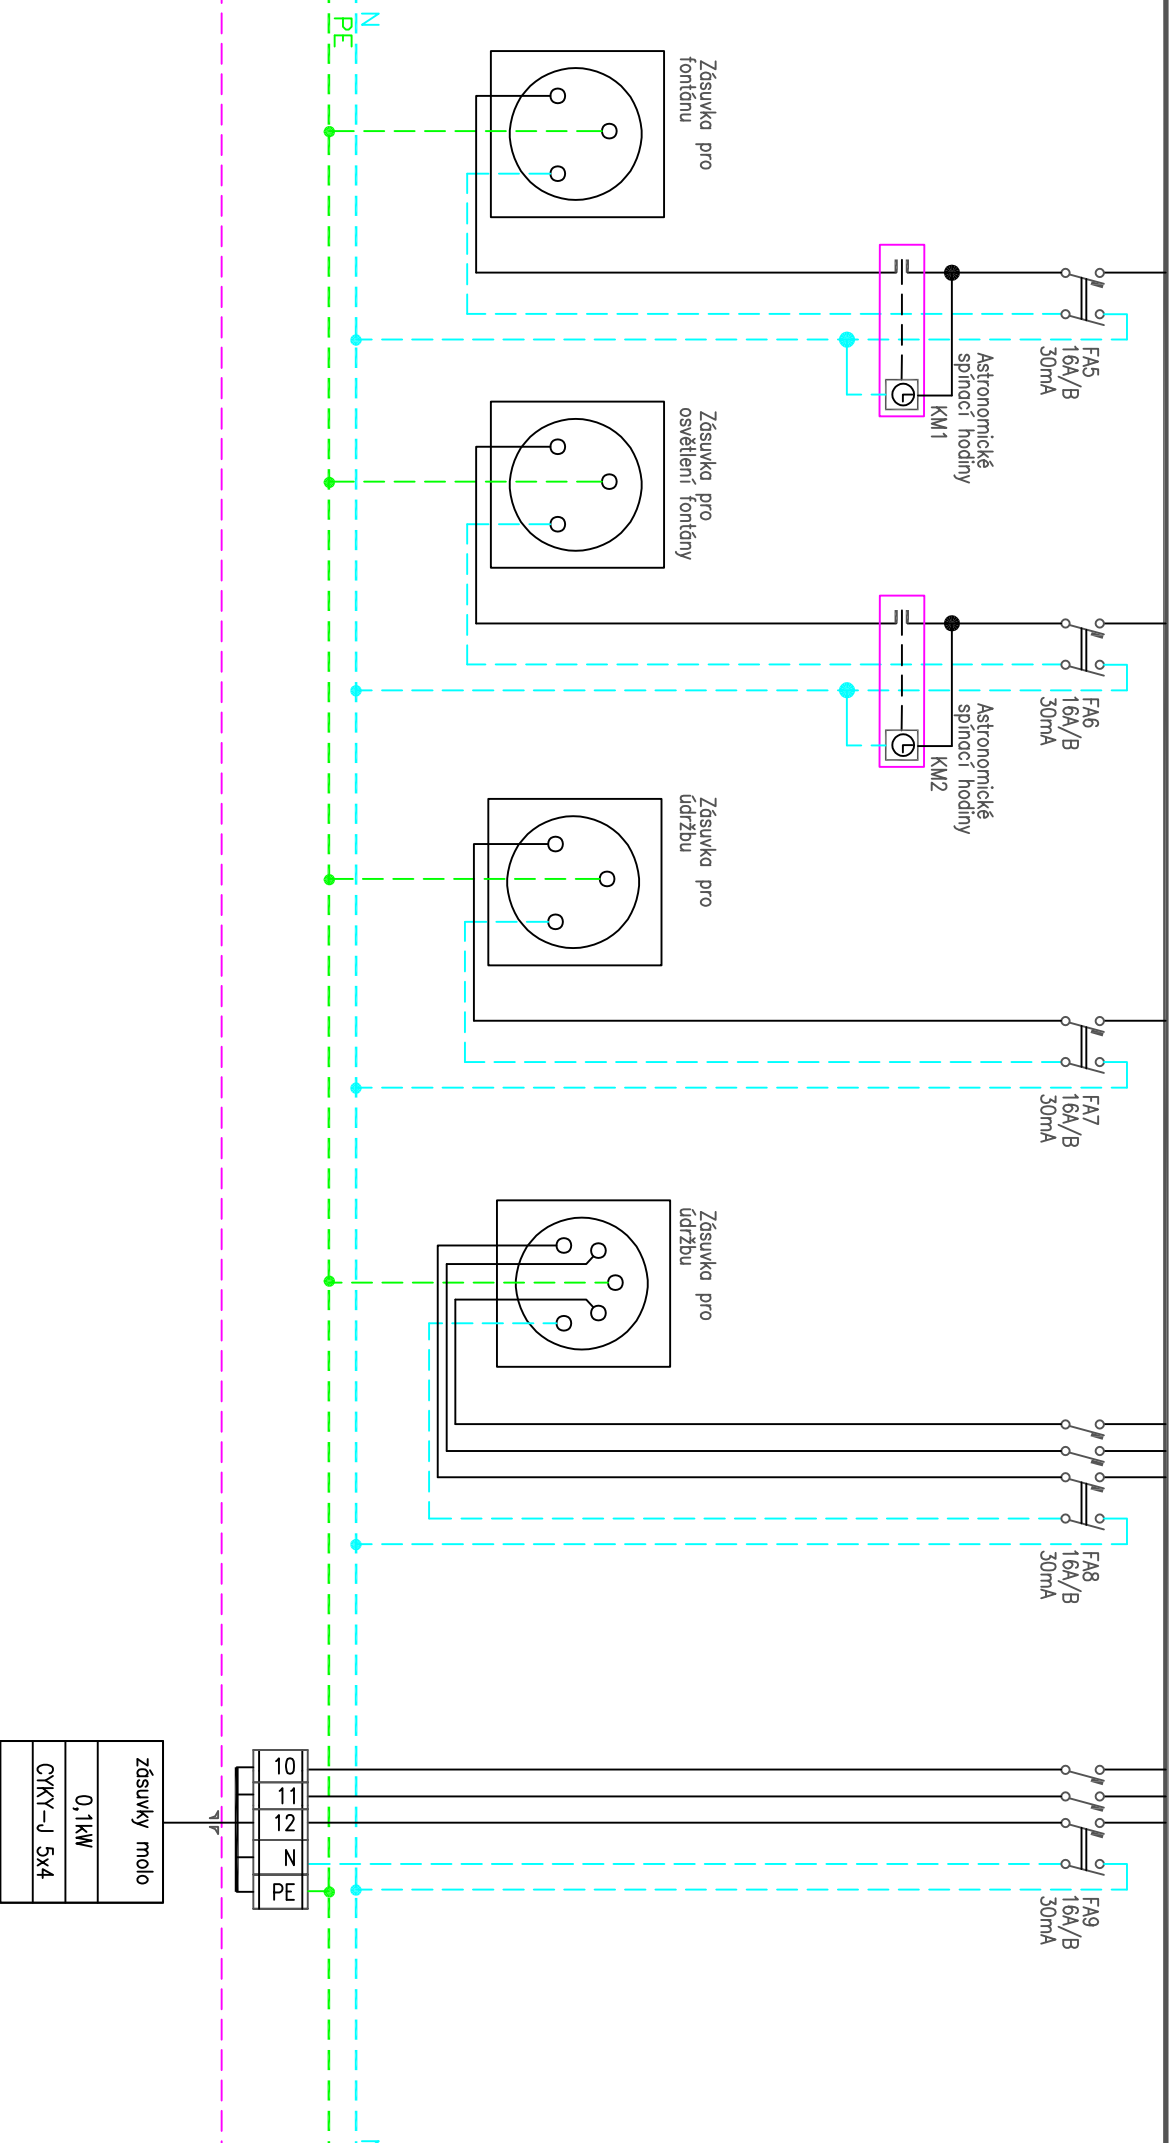 N
PE
Zásuvka pro
fontánu
FA5
16A/B
30mA
Astronomické
spínací hodiny
KM1
Zásuvka pro
osvětlení fontány
FA6
16A/B
30mA
Astronomické
spínací hodiny
KM2
Zásuvka pro
údržbu
FA7
16A/B
30mA
Zásuvka pro
údržbu
FA8
16A/B
30mA
FA9
16A/B
30mA
10
11
12
N
PE
zásuvky molo
0,1kW
CYKY-J 5x4